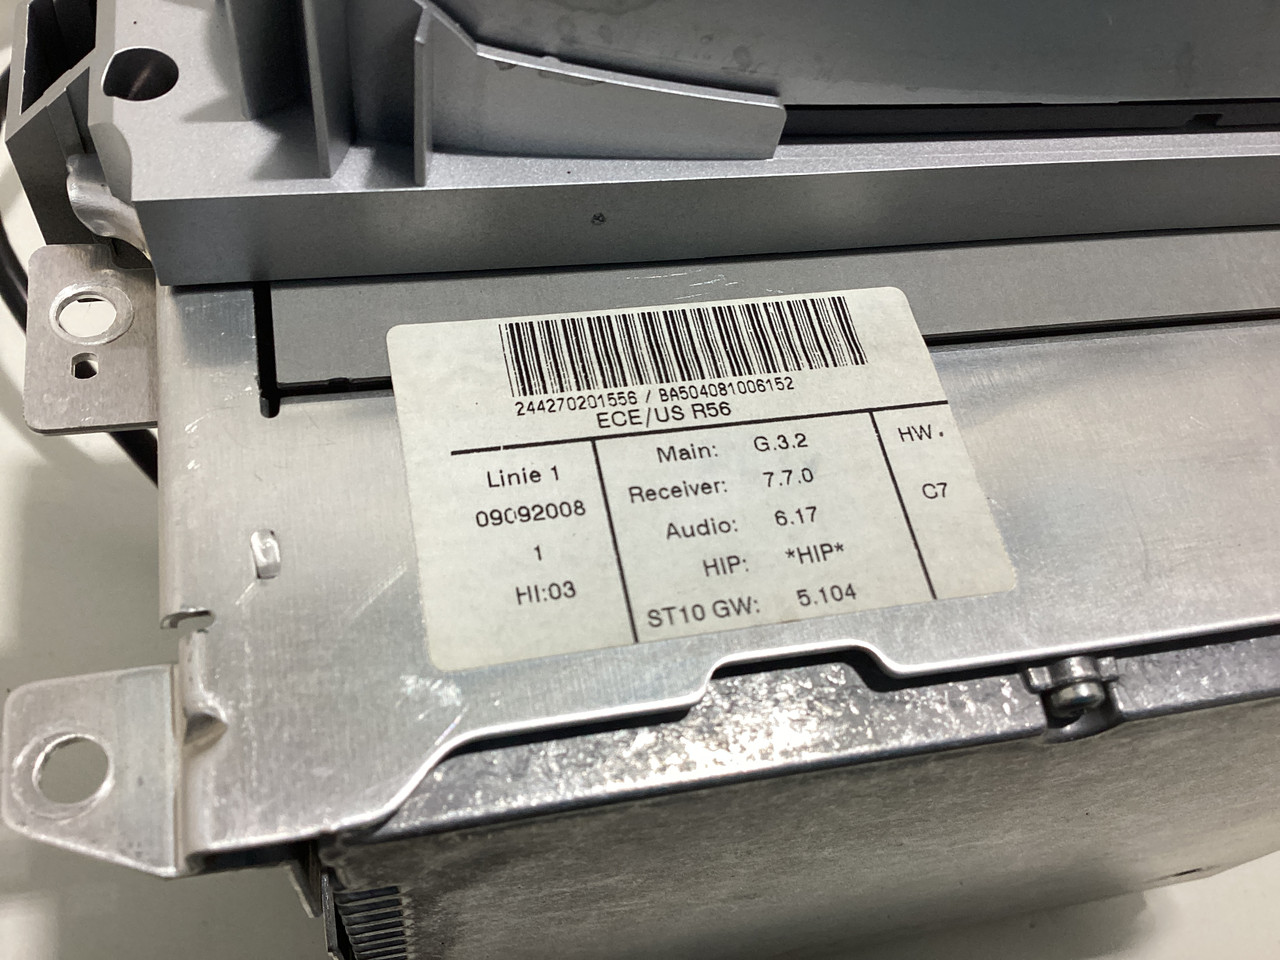 244270201556 / BA504081006152
ECE/US R56
Linie 1
09092008
1
HI:03
Main: G.3.2
Receiver: 7.7.0
Audio: 6.17
HIP: *HIP*
ST10 GW: 5.104
HW.
C7